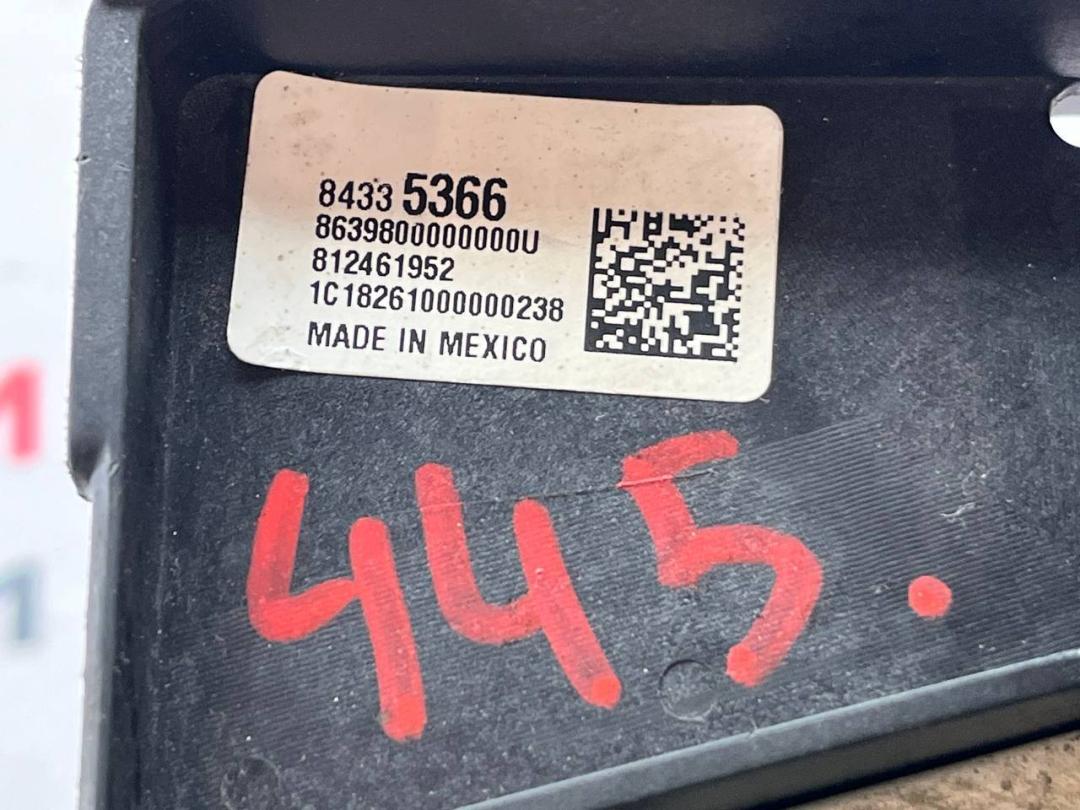 8433 5366
8639800000000U
812461952
1C18261000000238
MADE IN MEXICO
445.